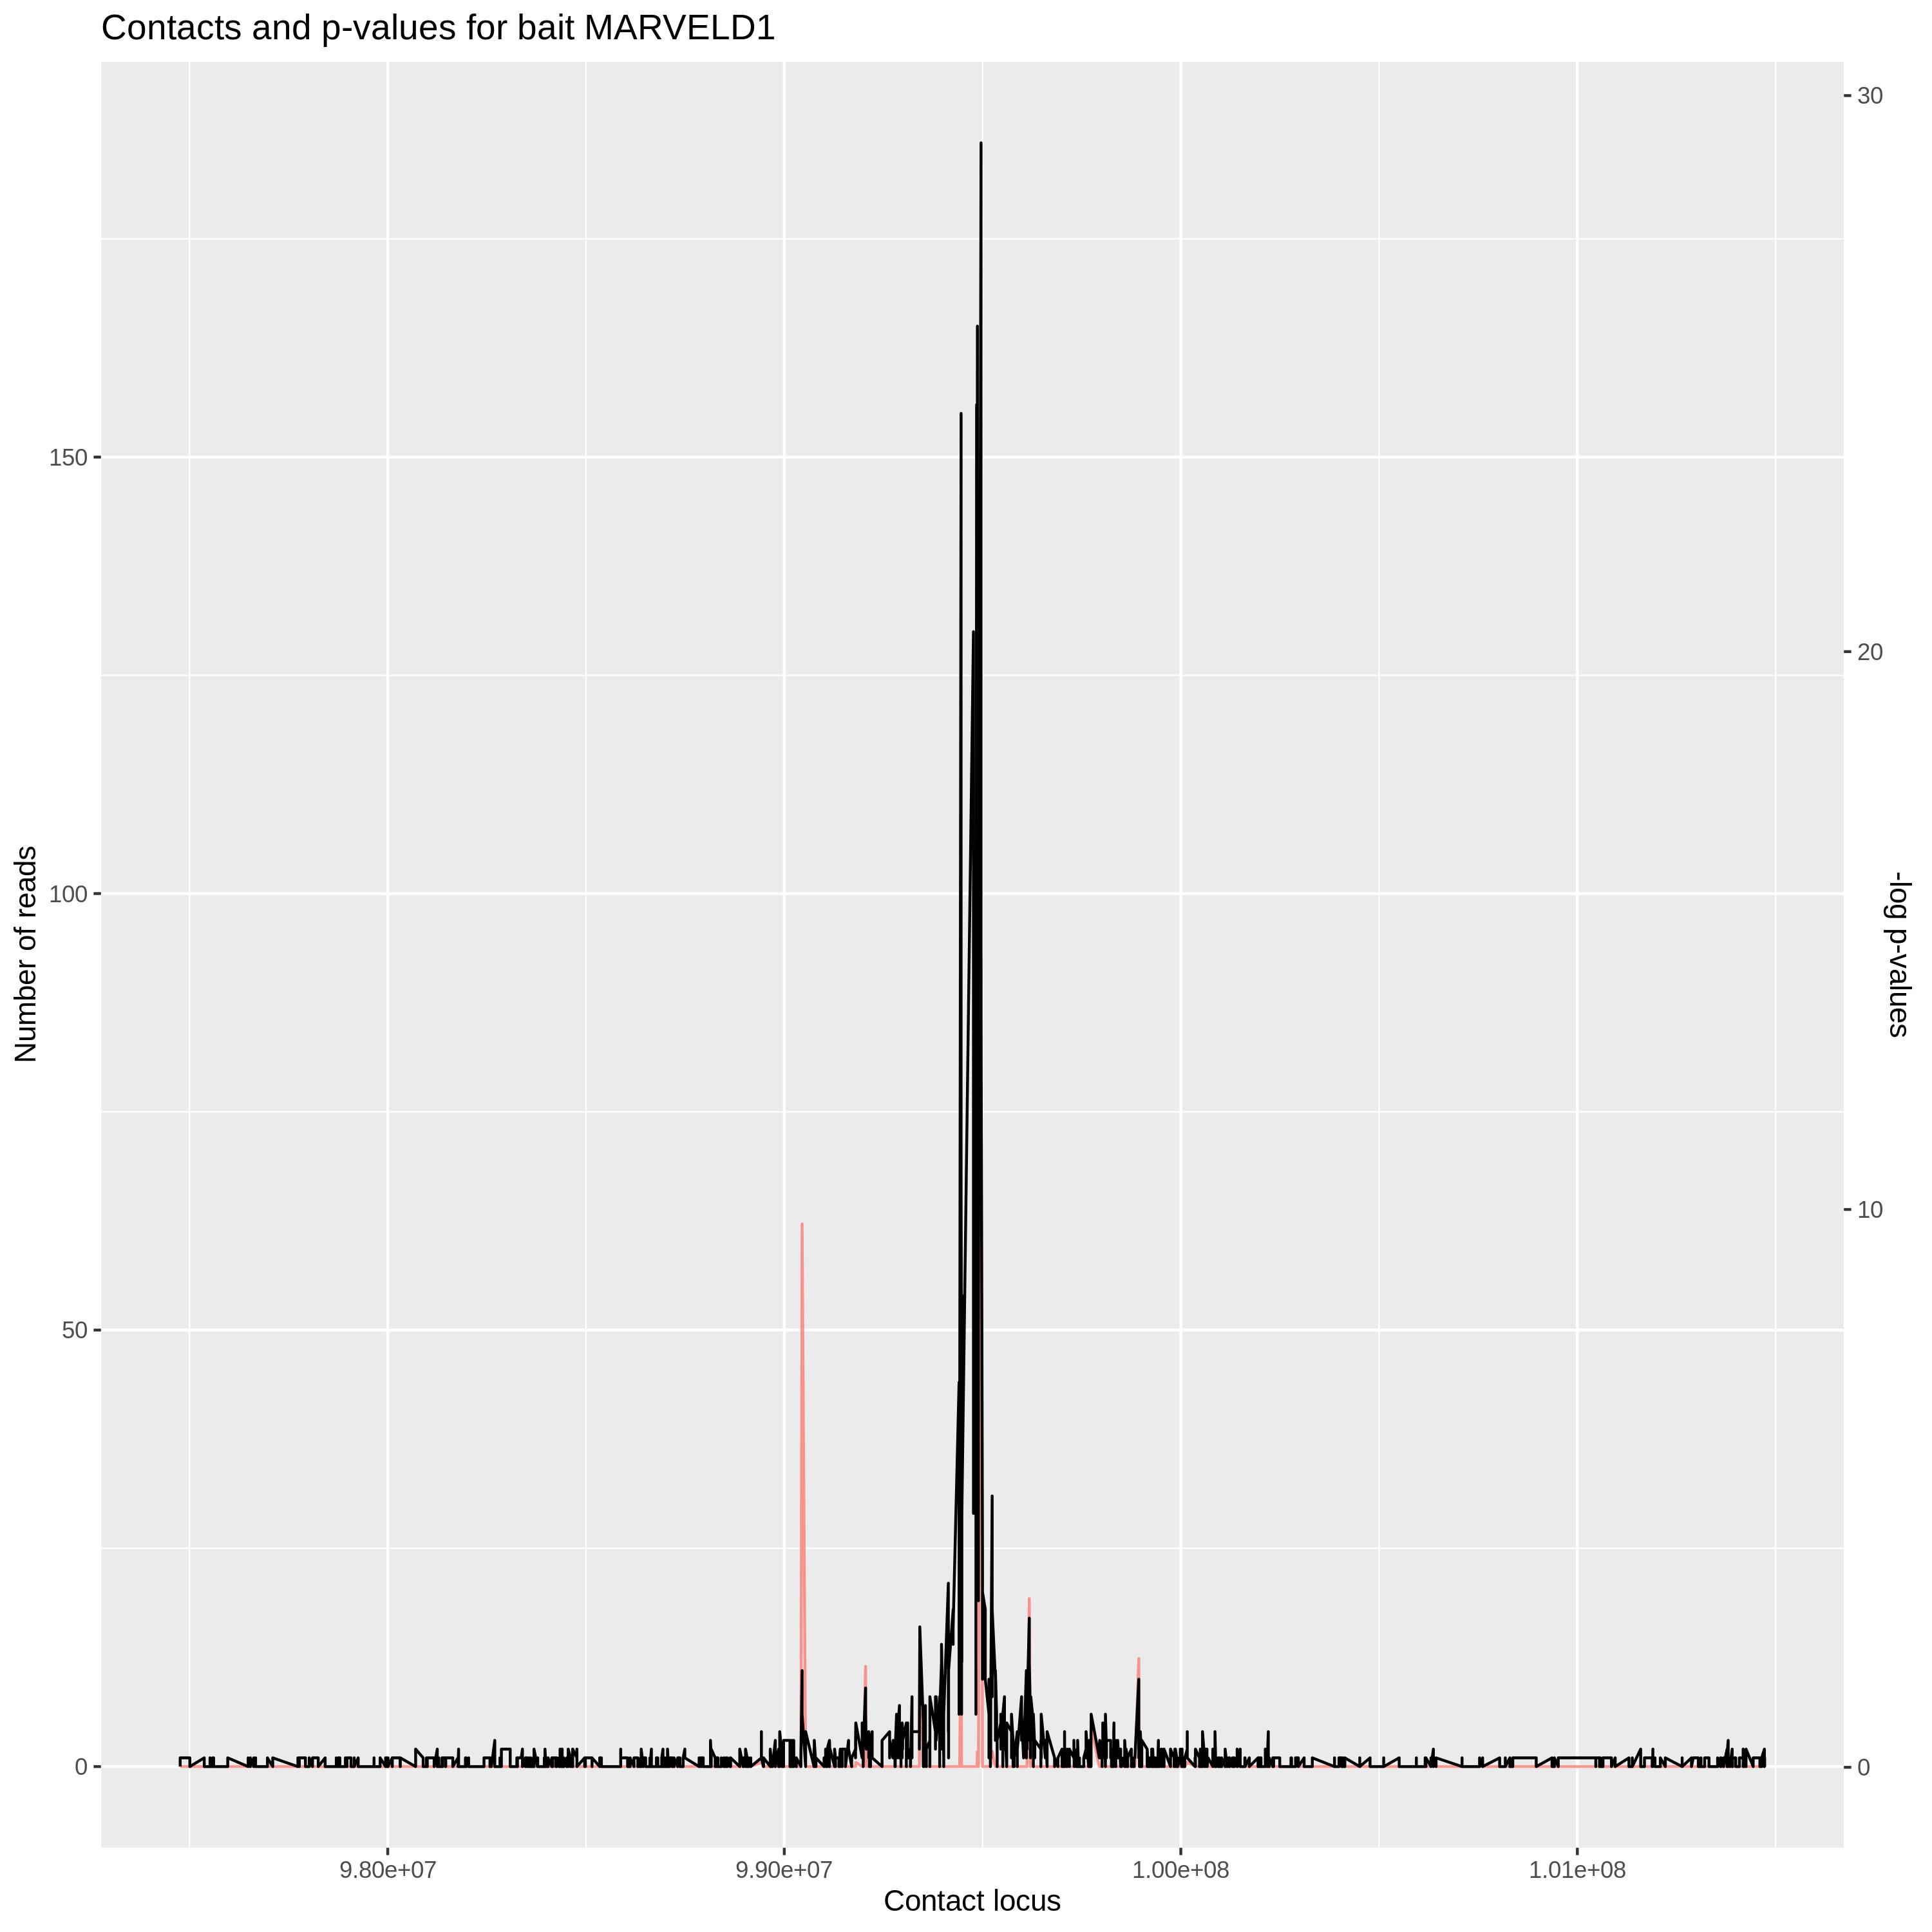 Contacts and p-values for bait MARVELD1
30
150
20
Number of reads
100
-log p-values
10
50
0
0
9.80e+07
9.90e+07
1.00e+08
1.01e+08
Contact locus